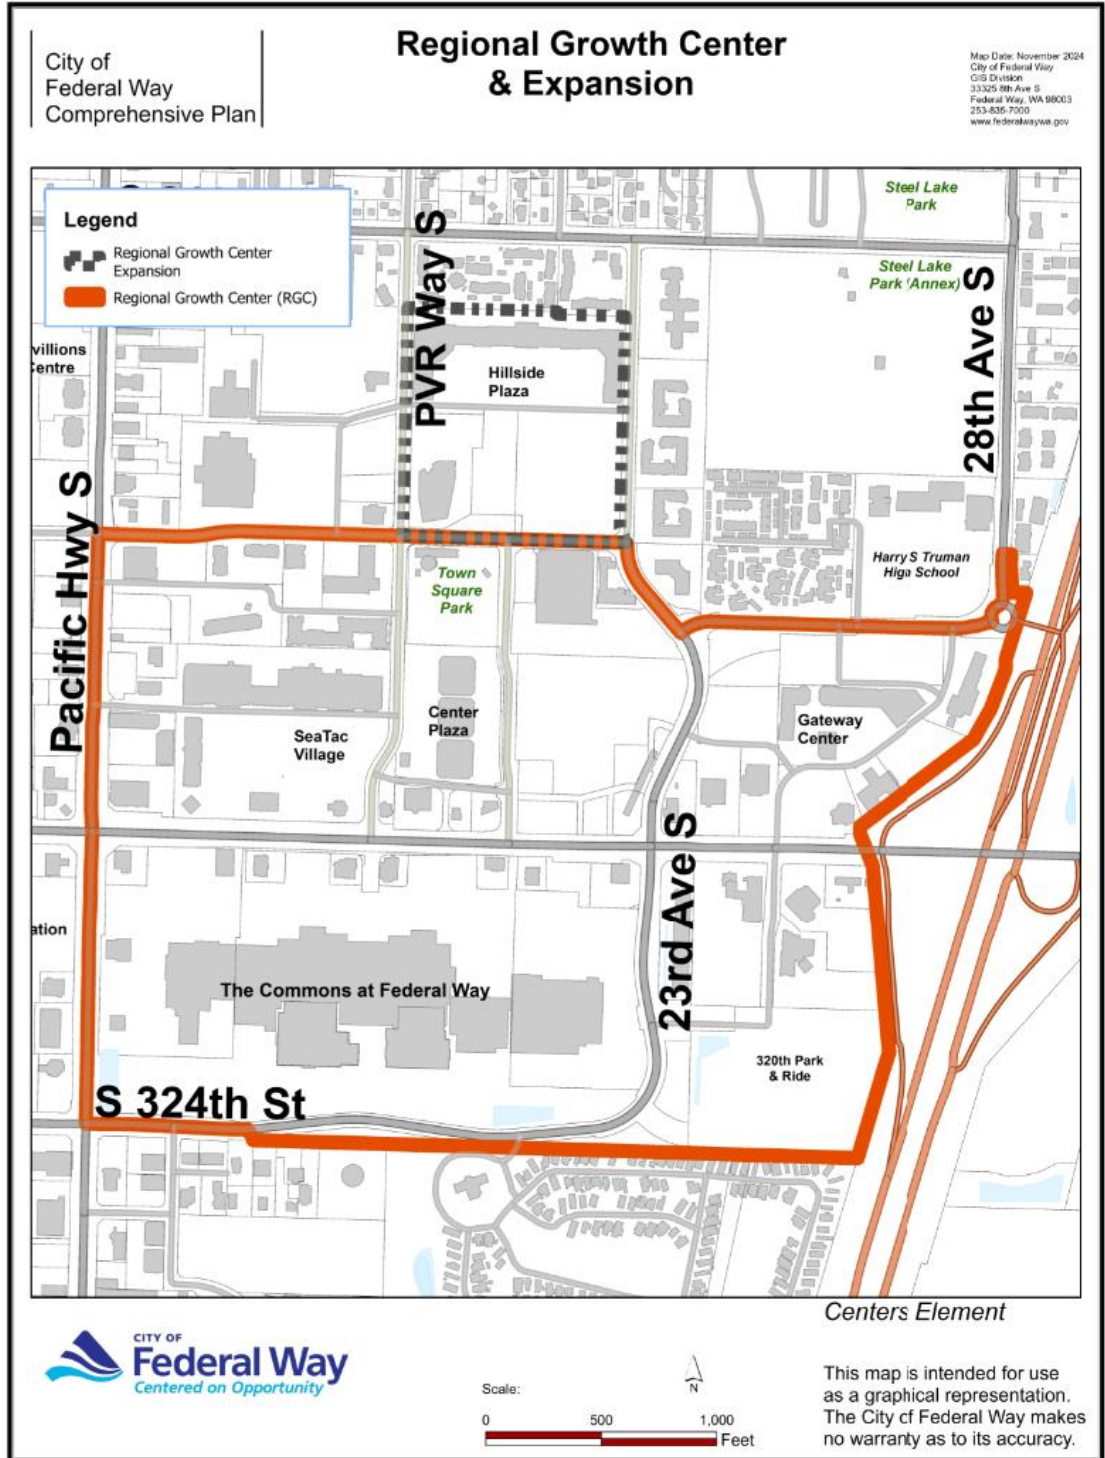 City of
Federal Way
Comprehensive Plan
Regional Growth Center
& Expansion
Map Date: November 2024
City of Federal Way
GIS Division
33325 8th Ave S
Federal Way, WA 98003
253-835-7000
www.federalwaywa.gov
Legend
Regional Growth Center
Expansion
Regional Growth Center (RGC)
Steel Lake
Park
Steel Lake
Park (Annex)
28th Ave S
PVR Way S
villions
Centre
Hillside
Plaza
Pacific Hwy S
Harry S Truman
High School
Town
Square
Park
Center
Plaza
SeaTac
Village
Gateway
Center
23rd Ave S
ation
The Commons at Federal Way
320th Park
& Ride
S 324th St
Centers Element
CITY OF
Federal Way
Centered on Opportunity
Scale:
N
0 500 1,000
Feet
This map is intended for use
as a graphical representation.
The City of Federal Way makes
no warranty as to its accuracy.